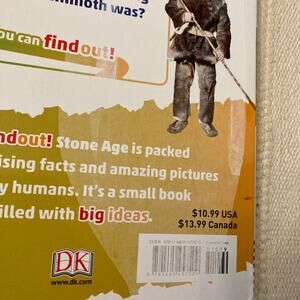 mmoth was?
ou can find out!
ndout! Stone Age is packed
ising facts and amazing pictures
y humans. It's a small book
illed with big ideas.
$10.99 USA
$13.99 Canada
DK
www.dk.com